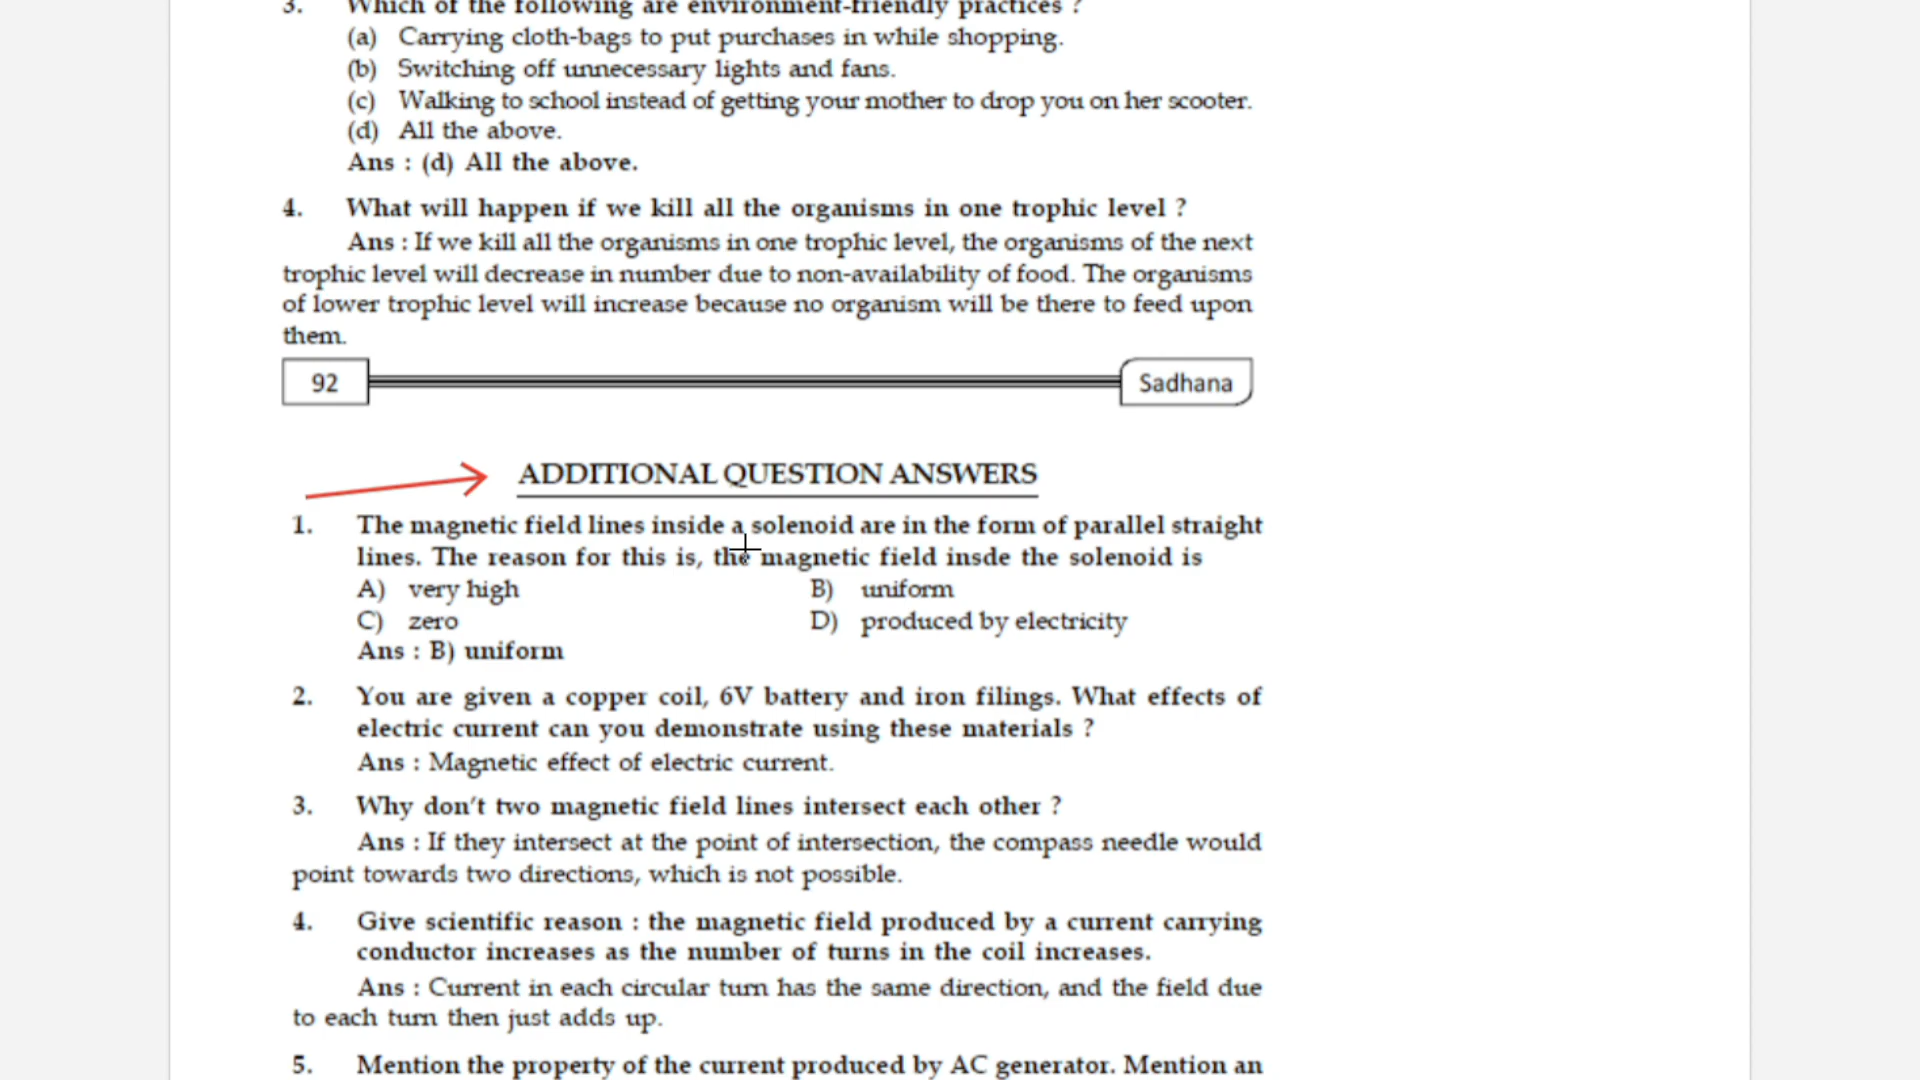 3. Which of the following are environment-friendly practices ?
(a) Carrying cloth-bags to put purchases in while shopping.
(b) Switching off unnecessary lights and fans.
(c) Walking to school instead of getting your mother to drop you on her scooter.
(d) All the above.
Ans : (d) All the above.
4. What will happen if we kill all the organisms in one trophic level ?
Ans : If we kill all the organisms in one trophic level, the organisms of the next
trophic level will decrease in number due to non-availability of food. The organisms
of lower trophic level will increase because no organism will be there to feed upon
them.
92 Sadhana
ADDITIONAL QUESTION ANSWERS
1. The magnetic field lines inside a solenoid are in the form of parallel straight
lines. The reason for this is, the magnetic field insde the solenoid is
A) very high B) uniform
C) zero D) produced by electricity
Ans : B) uniform
2. You are given a copper coil, 6V battery and iron filings. What effects of
electric current can you demonstrate using these materials ?
Ans : Magnetic effect of electric current.
3. Why don't two magnetic field lines intersect each other ?
Ans : If they intersect at the point of intersection, the compass needle would
point towards two directions, which is not possible.
4. Give scientific reason : the magnetic field produced by a current carrying
conductor increases as the number of turns in the coil increases.
Ans : Current in each circular turn has the same direction, and the field due
to each turn then just adds up.
5. Mention the property of the current produced by AC generator. Mention an